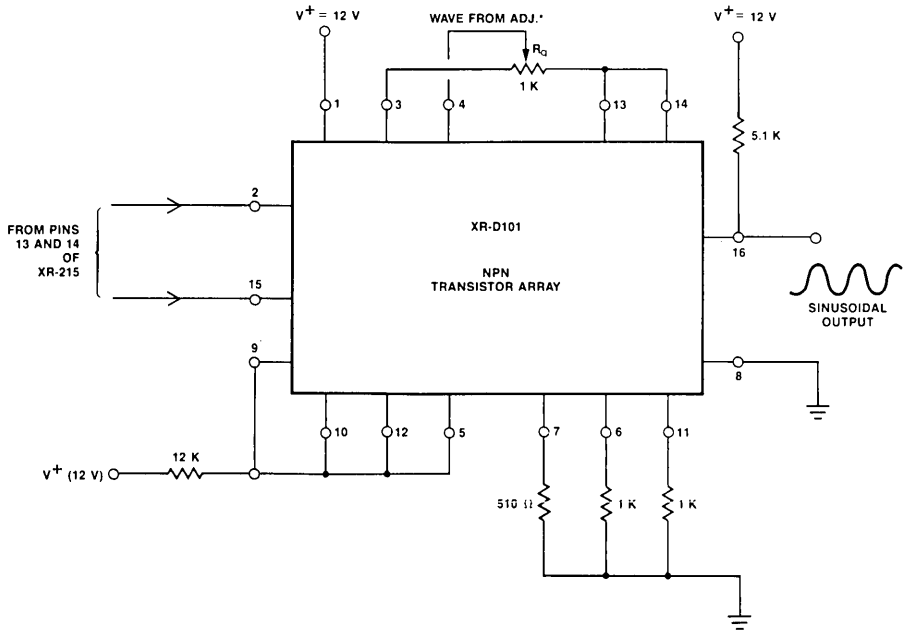 V+ = 12 V
WAVE FROM ADJ.*
V+ = 12 V
RQ
1 K
1
3
4
13
14
5.1 K
2
FROM PINS
13 AND 14
OF
XR-215
XR-D101
NPN
TRANSISTOR ARRAY
16
15
SINUSOIDAL
OUTPUT
9
8
10
12
5
7
6
11
V+ (12 V)
12 K
510 Ω
1 K
1 K